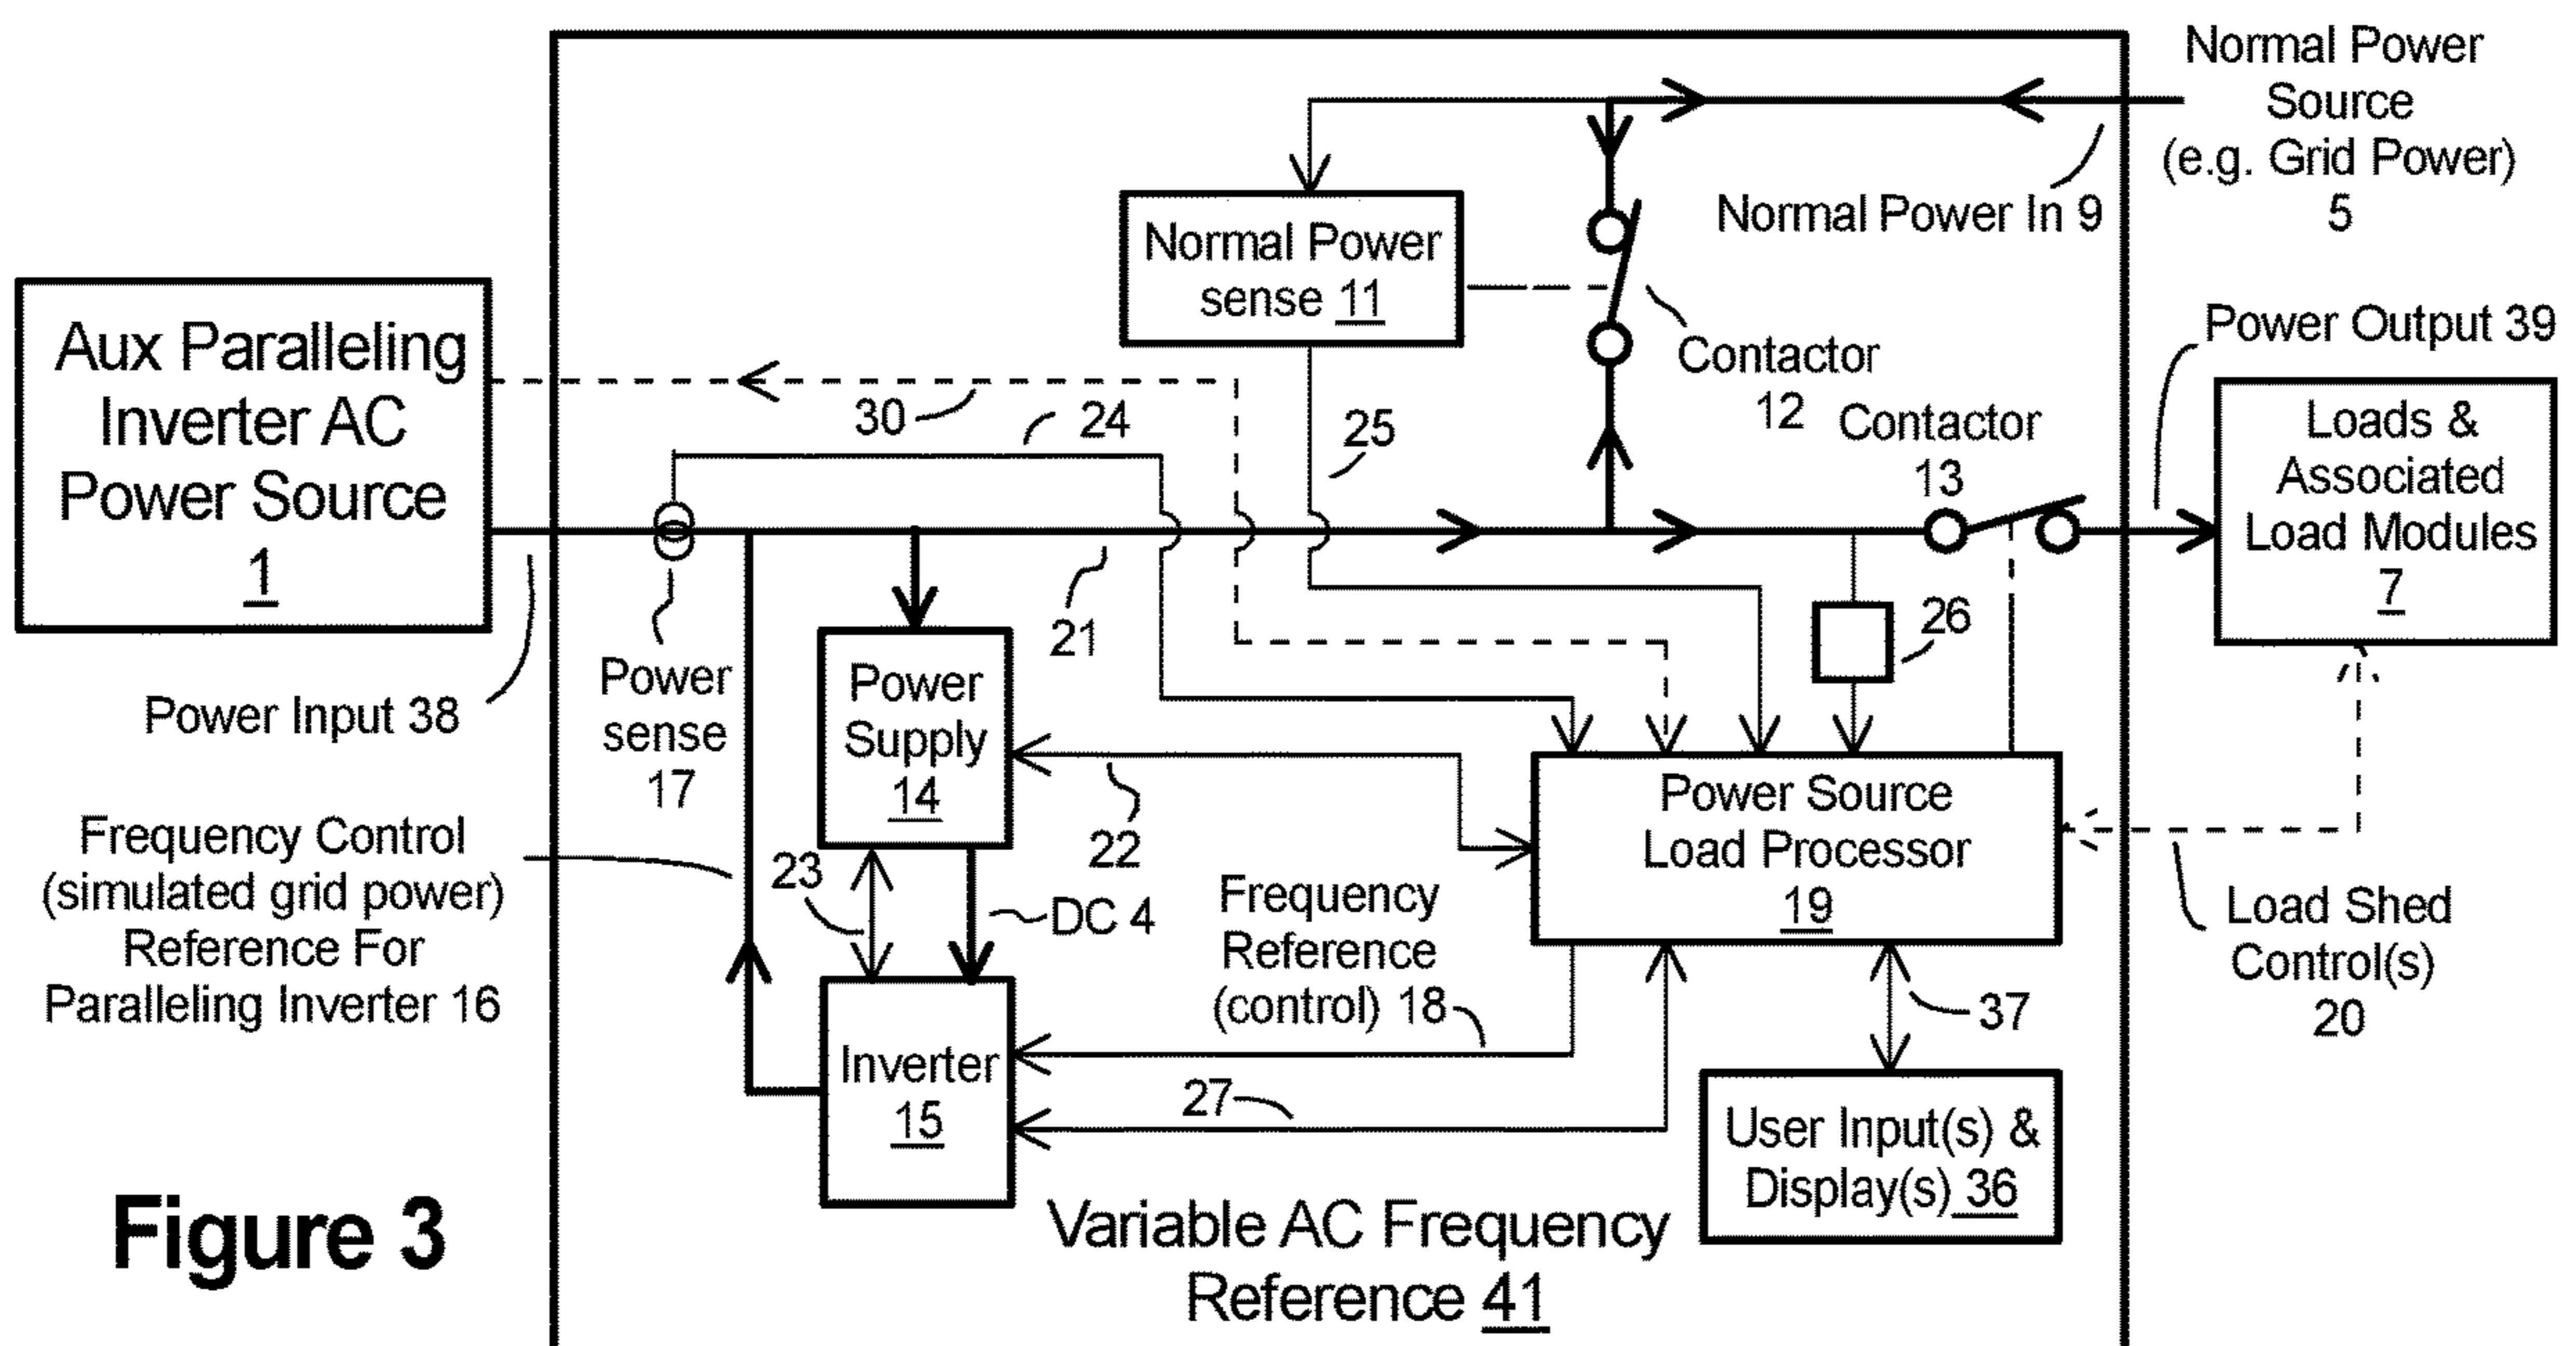 Normal Power
Source
(e.g. Grid Power)
5
Normal Power In 9
Normal Power
sense 11
Contactor
12
Aux Paralleling
Inverter AC
Power Source
1
30
24
25
Contactor
13
Power Output 39
Loads &
Associated
Load Modules
7
21
26
Power Input 38
Power
sense
17
Power
Supply
14
22
Power Source
Load Processor
19
Frequency Control
(simulated grid power)
Reference For
Paralleling Inverter 16
23
DC 4
Frequency
Reference
(control) 18
Load Shed
Control(s)
20
37
Inverter
15
27
User Input(s) &
Display(s) 36
Figure 3
Variable AC Frequency
Reference 41